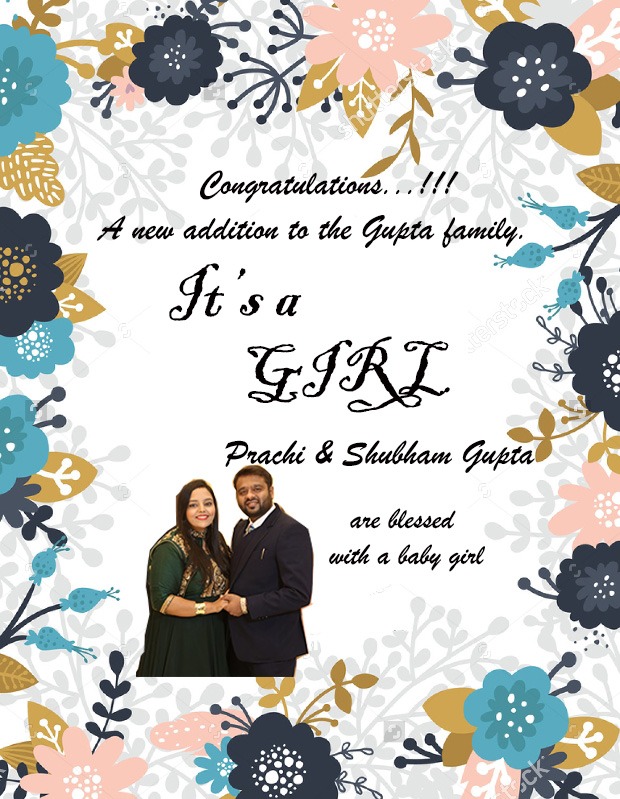 Congratulations...!!!
A new addition to the Gupta family.
It's a
GIRL
Prachi & Shubham Gupta
are blessed
with a baby girl